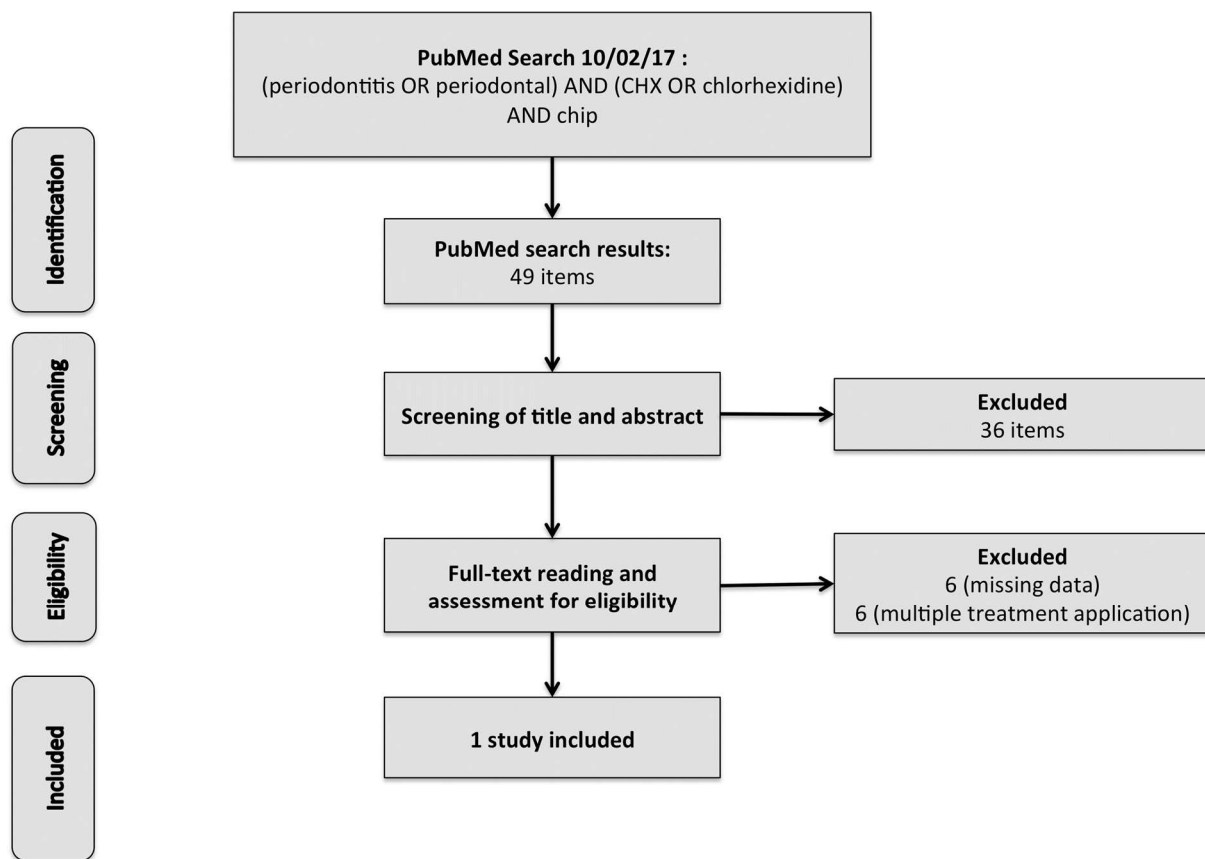 PubMed Search 10/02/17 :
(periodontitis OR periodontal) AND (CHX OR chlorhexidine)
AND chip
Identification
PubMed search results:
49 items
Screening
Screening of title and abstract
Excluded
36 items
Eligibility
Full-text reading and
assessment for eligibility
Excluded
6 (missing data)
6 (multiple treatment application)
Included
1 study included